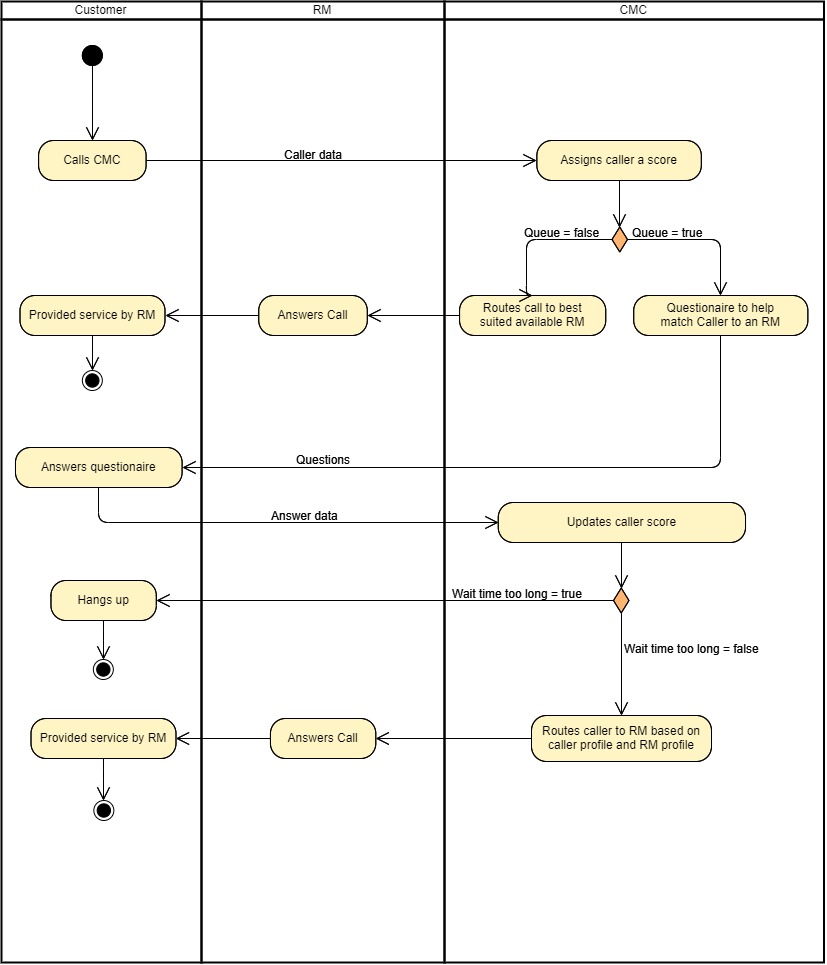 Customer
RM
CMC
Calls CMC
Caller data
Assigns caller a score
Queue = false
Queue = true
Provided service by RM
Answers Call
Routes call to best
suited available RM
Questionaire to help
match Caller to an RM
Answers questionaire
Questions
Answer data
Updates caller score
Hangs up
Wait time too long = true
Wait time too long = false
Provided service by RM
Answers Call
Routes caller to RM based on
caller profile and RM profile